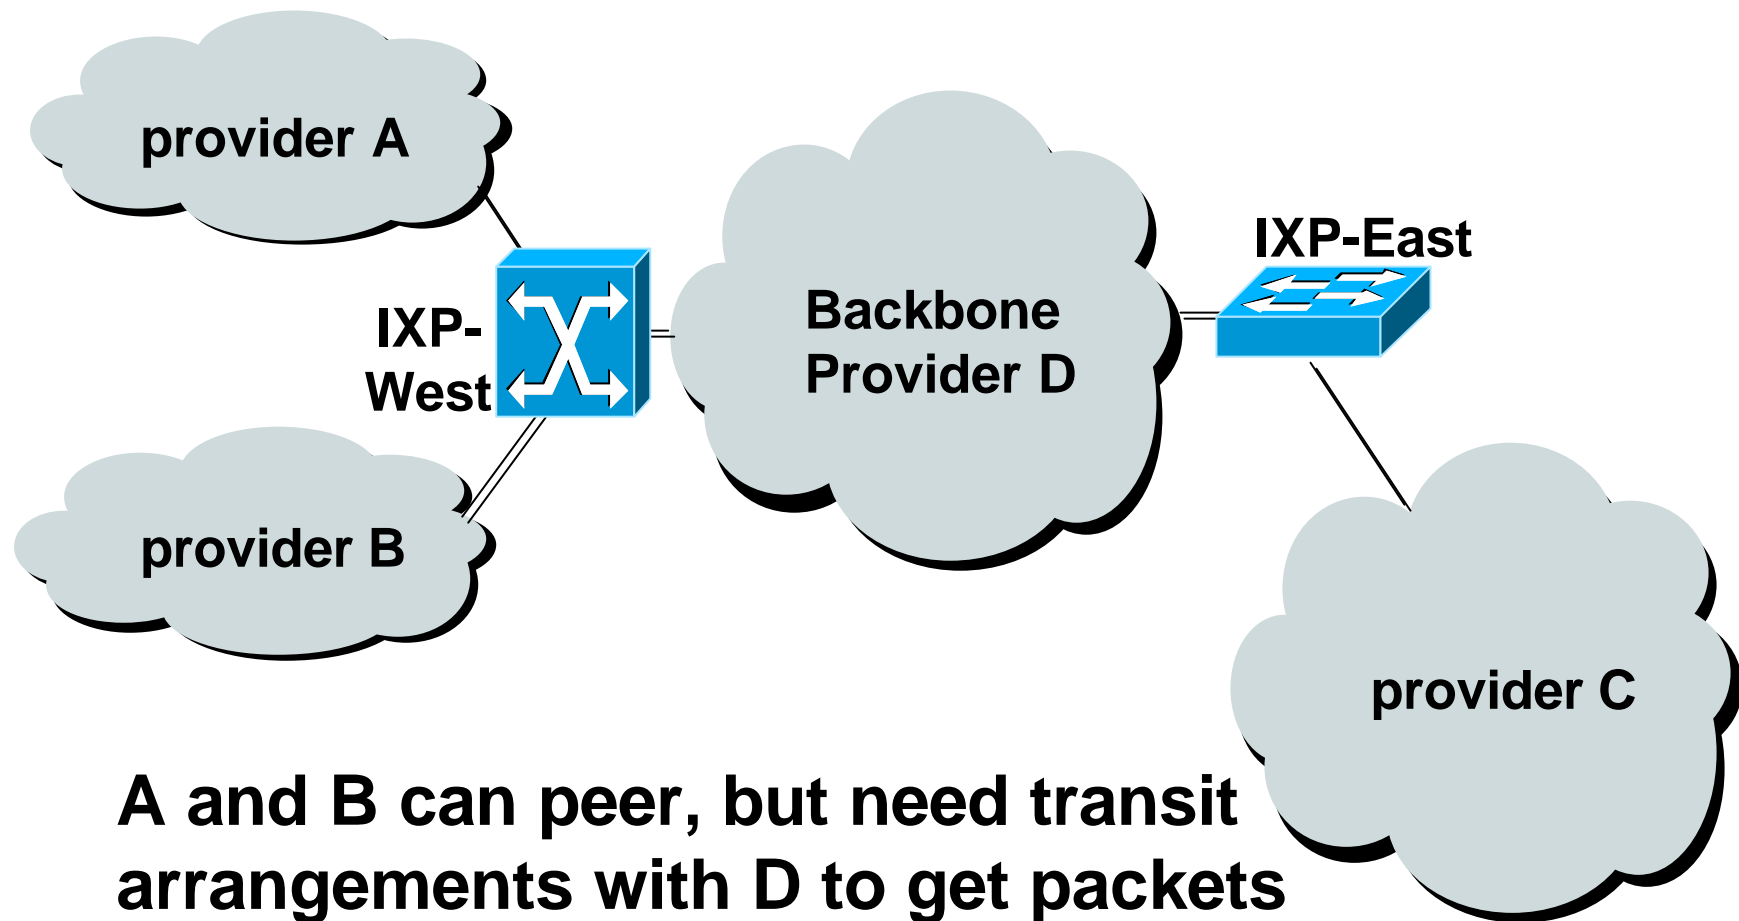 provider A
IXP-East
IXP-
West
Backbone
Provider D
provider B
provider C
A and B can peer, but need transit
arrangements with D to get packets